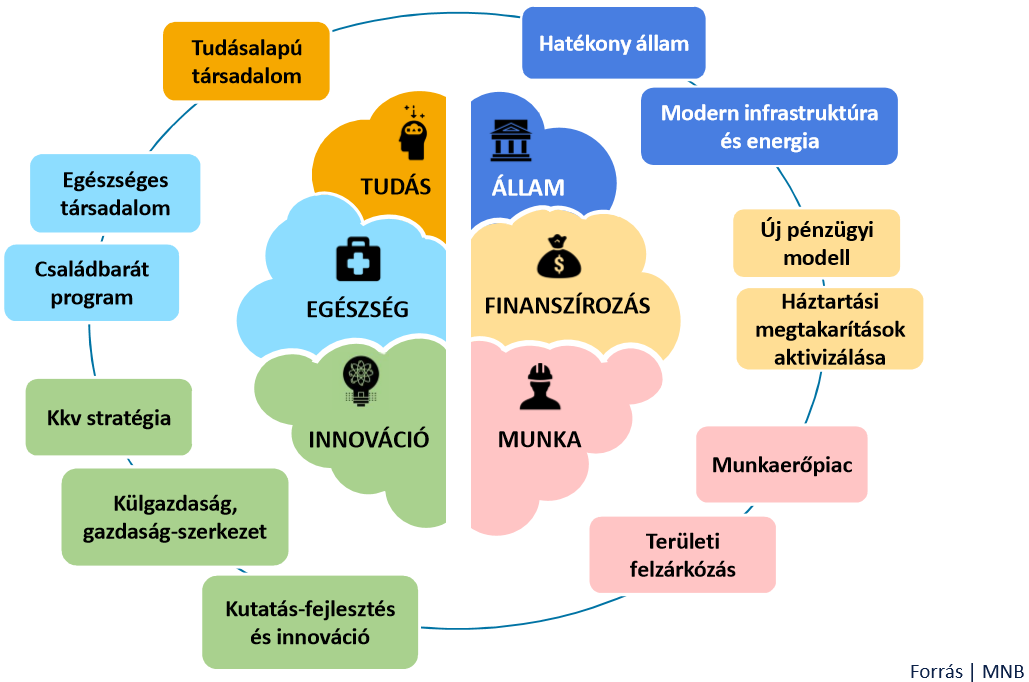 Tudásalapú
társadalom
Hatékony állam
Modern infrastruktúra
és energia
Egészséges
társadalom
TUDÁS
ÁLLAM
Új pénzügyi
modell
Családbarát
program
EGÉSZSÉG
FINANSZÍROZÁS
Háztartási
megtakarítások
aktivizálása
Kkv stratégia
INNOVÁCIÓ
MUNKA
Munkaerőpiac
Külgazdaság,
gazdaság-szerkezet
Területi
felzárkózás
Kutatás-fejlesztés
és innováció
Forrás | MNB